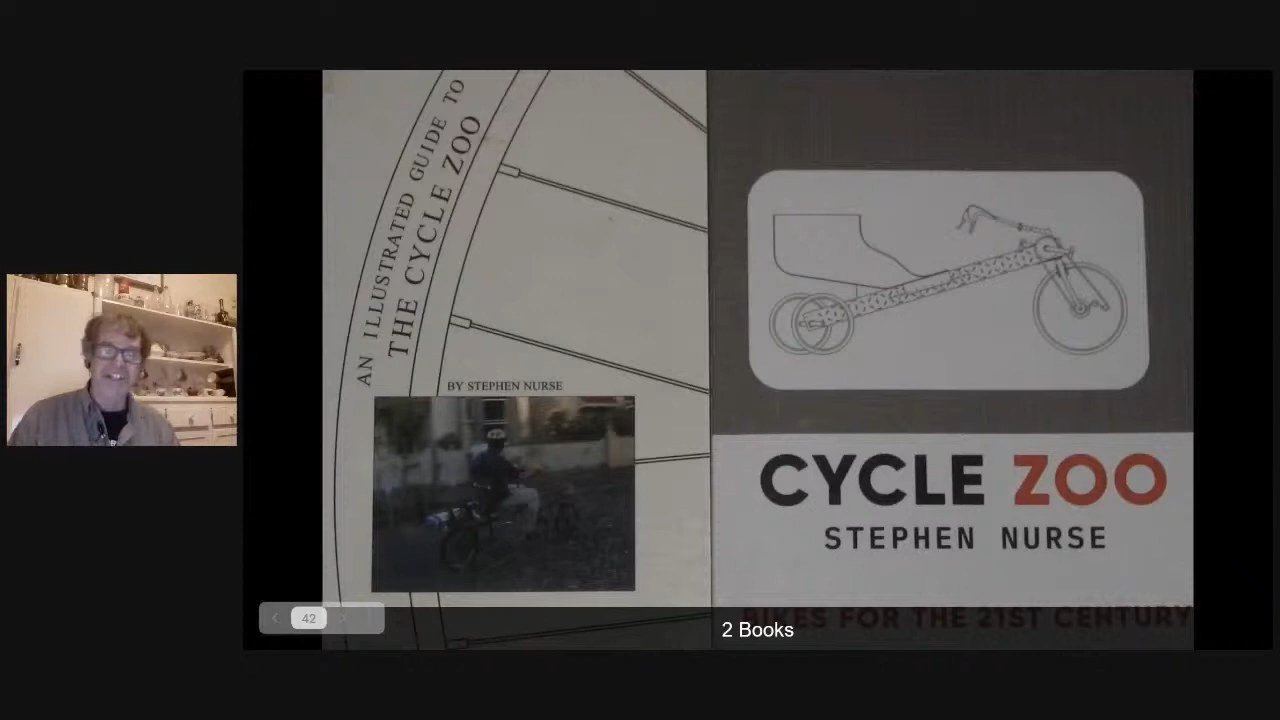 AN ILLUSTRATED GUIDE TO
THE CYCLE ZOO
BY STEPHEN NURSE
CYCLE ZOO
STEPHEN NURSE
BIKES FOR THE 21ST CENTURY
42
2 Books